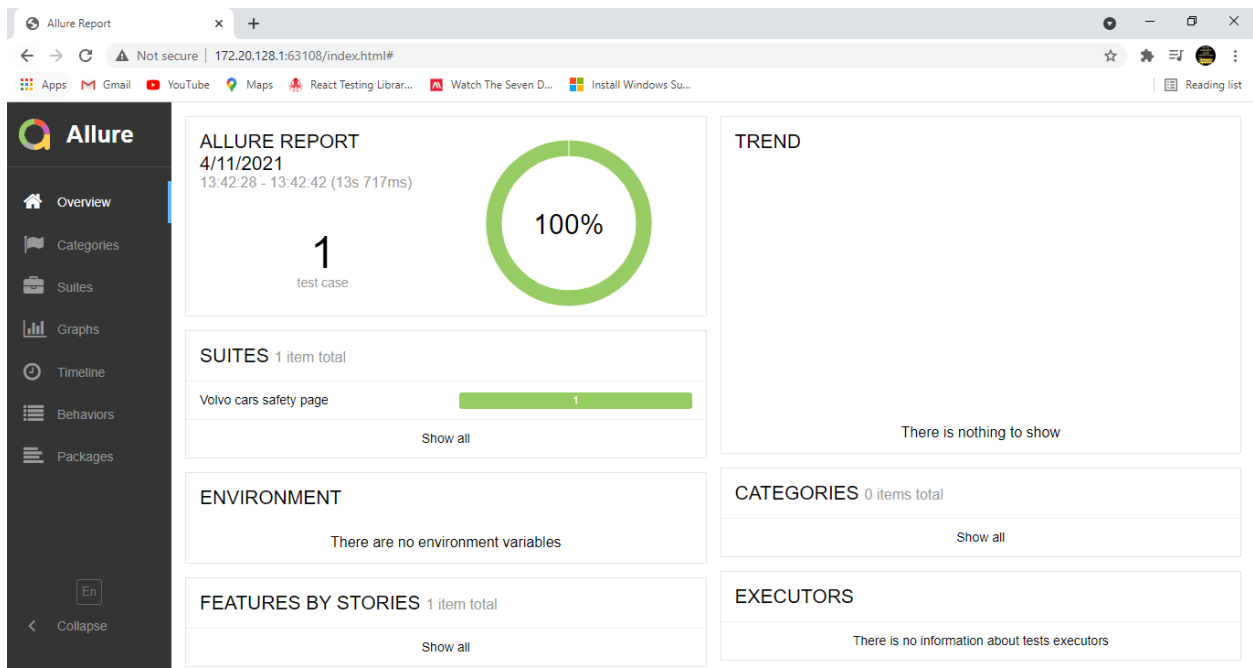 Allure Report
Not secure | 172.20.128.1:63108/index.html#
Apps Gmail YouTube Maps React Testing Librar... Watch The Seven D... Install Windows Su... Reading list
Allure
Overview
Categories
Suites
Graphs
Timeline
Behaviors
Packages
En
Collapse
ALLURE REPORT
4/11/2021
13:42:28 - 13:42:42 (13s 717ms)
1
test case
100%
SUITES 1 item total
Volvo cars safety page 1
Show all
ENVIRONMENT
There are no environment variables
FEATURES BY STORIES 1 item total
Show all
TREND
There is nothing to show
CATEGORIES 0 items total
Show all
EXECUTORS
There is no information about tests executors